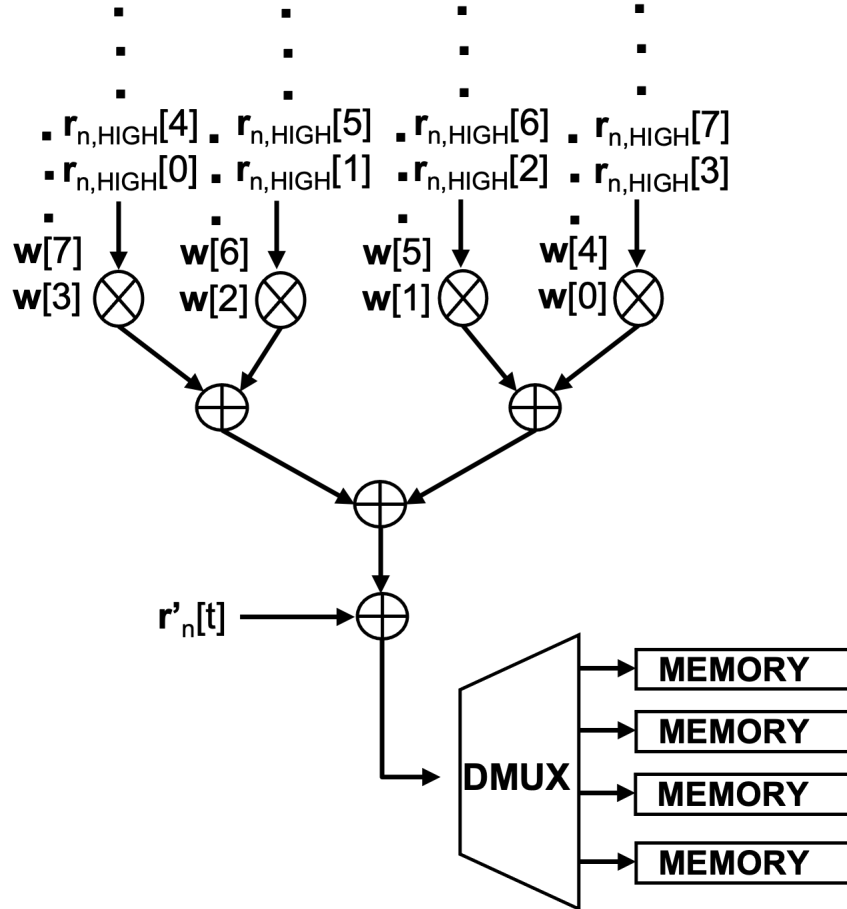 r_n,HIGH[4] r_n,HIGH[5] r_n,HIGH[6] r_n,HIGH[7]
r_n,HIGH[0] r_n,HIGH[1] r_n,HIGH[2] r_n,HIGH[3]
w[7] w[6] w[5] w[4]
w[3] w[2] w[1] w[0]
r'_n[t]
MEMORY
MEMORY
DMUX
MEMORY
MEMORY